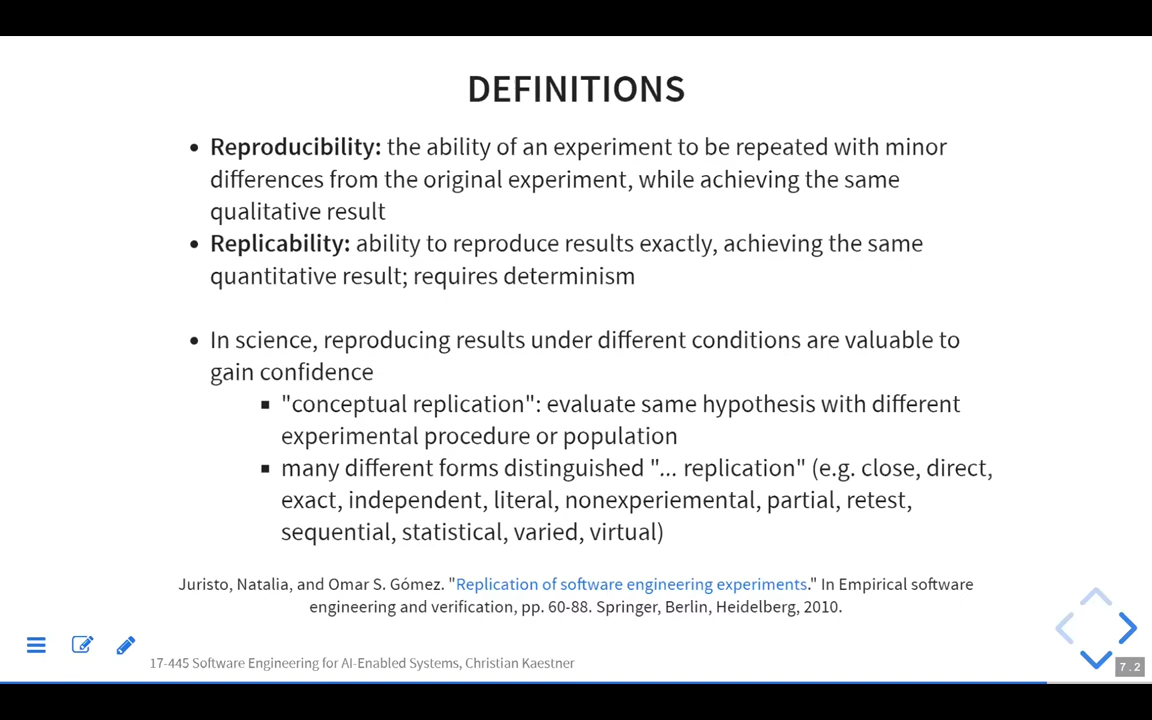 DEFINITIONS
• Reproducibility: the ability of an experiment to be repeated with minor
differences from the original experiment, while achieving the same
qualitative result
• Replicability: ability to reproduce results exactly, achieving the same
quantitative result; requires determinism
• In science, reproducing results under different conditions are valuable to
gain confidence
▪ "conceptual replication": evaluate same hypothesis with different
experimental procedure or population
▪ many different forms distinguished "... replication" (e.g. close, direct,
exact, independent, literal, nonexperiemental, partial, retest,
sequential, statistical, varied, virtual)
Juristo, Natalia, and Omar S. Gómez. "Replication of software engineering experiments." In Empirical software
engineering and verification, pp. 60-88. Springer, Berlin, Heidelberg, 2010.
17-445 Software Engineering for AI-Enabled Systems, Christian Kaestner
7.2